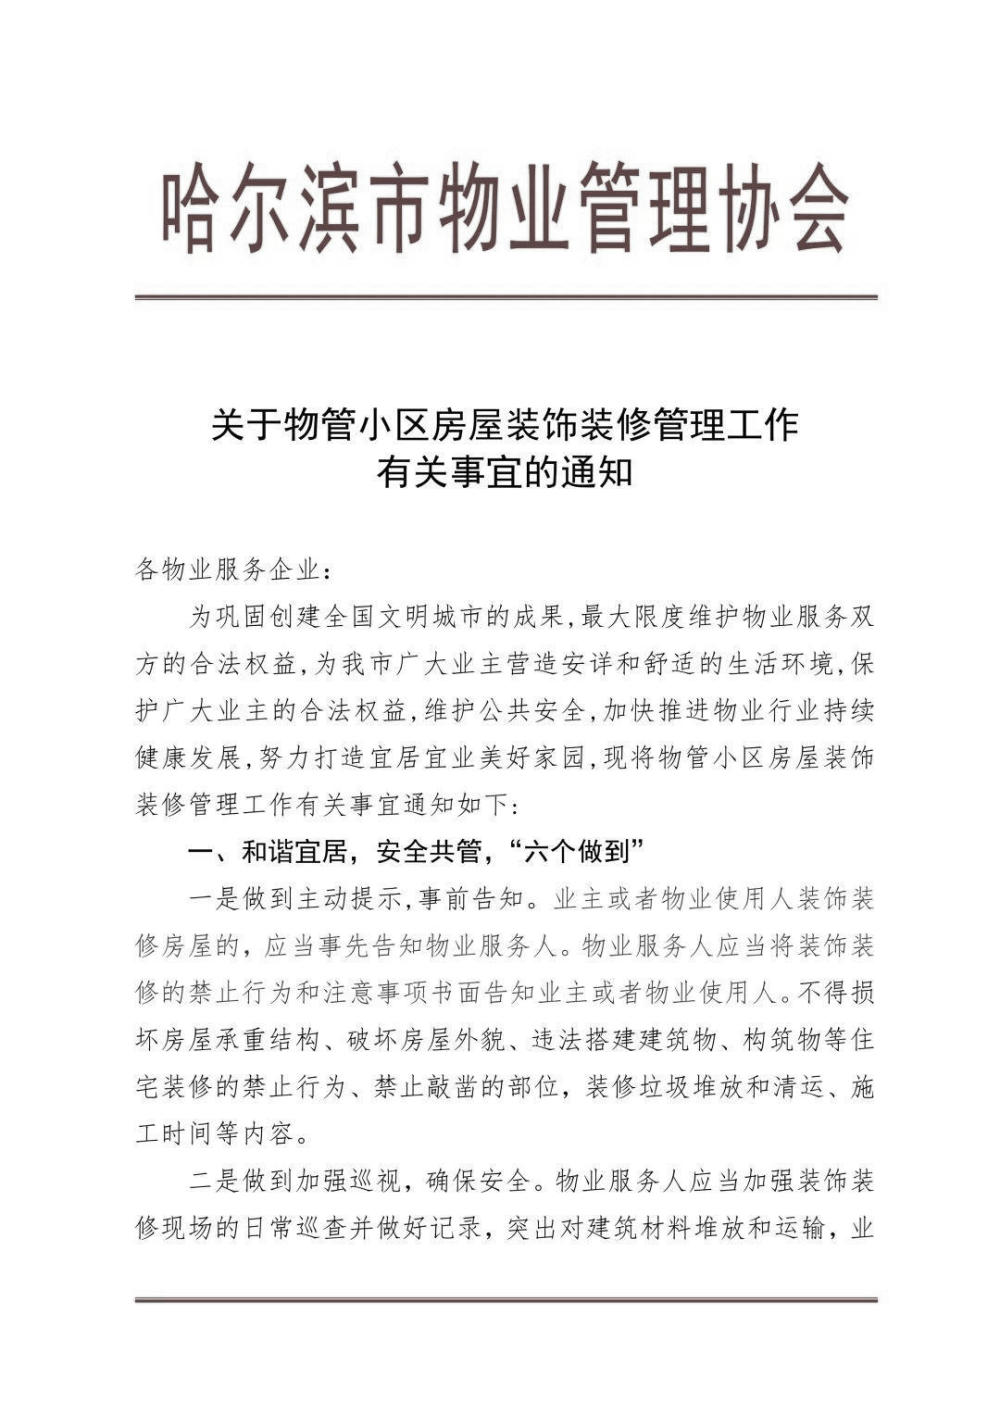 哈尔滨市物业管理协会
关于物管小区房屋装饰装修管理工作
有关事宜的通知
各物业服务企业：
为巩固创建全国文明城市的成果,最大限度维护物业服务双
方的合法权益,为我市广大业主营造安详和舒适的生活环境,保
护广大业主的合法权益,维护公共安全,加快推进物业行业持续
健康发展,努力打造宜居宜业美好家园,现将物管小区房屋装饰
装修管理工作有关事宜通知如下:
一、和谐宜居，安全共管，“六个做到”
一是做到主动提示,事前告知。业主或者物业使用人装饰装
修房屋的，应当事先告知物业服务人。物业服务人应当将装饰装
修的禁止行为和注意事项书面告知业主或者物业使用人。不得损
坏房屋承重结构、破坏房屋外貌、违法搭建建筑物、构筑物等住
宅装修的禁止行为、禁止敲凿的部位，装修垃圾堆放和清运、施
工时间等内容。
二是做到加强巡视，确保安全。物业服务人应当加强装饰装
修现场的日常巡查并做好记录，突出对建筑材料堆放和运输，业